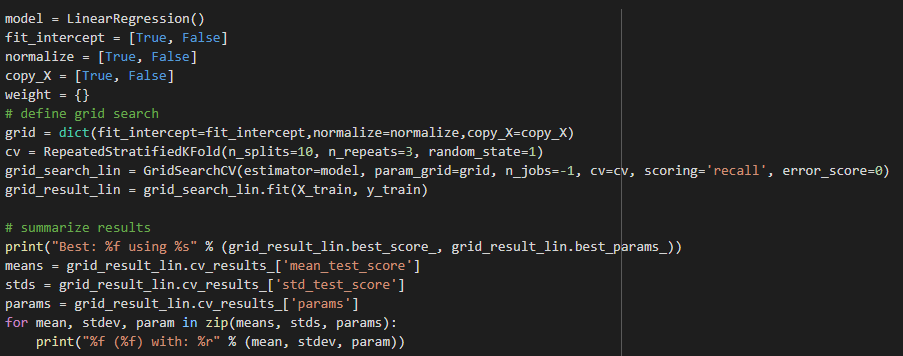 model = LinearRegression()
fit_intercept = [True, False]
normalize = [True, False]
copy_X = [True, False]
weight = {}
# define grid search
grid = dict(fit_intercept=fit_intercept,normalize=normalize,copy_X=copy_X)
cv = RepeatedStratifiedKFold(n_splits=10, n_repeats=3, random_state=1)
grid_search_lin = GridSearchCV(estimator=model, param_grid=grid, n_jobs=-1, cv=cv, scoring='recall', error_score=0)
grid_result_lin = grid_search_lin.fit(X_train, y_train)

# summarize results
print("Best: %f using %s" % (grid_result_lin.best_score_, grid_result_lin.best_params_))
means = grid_result_lin.cv_results_['mean_test_score']
stds = grid_result_lin.cv_results_['std_test_score']
params = grid_result_lin.cv_results_['params']
for mean, stdev, param in zip(means, stds, params):
    print("%f (%f) with: %r" % (mean, stdev, param))